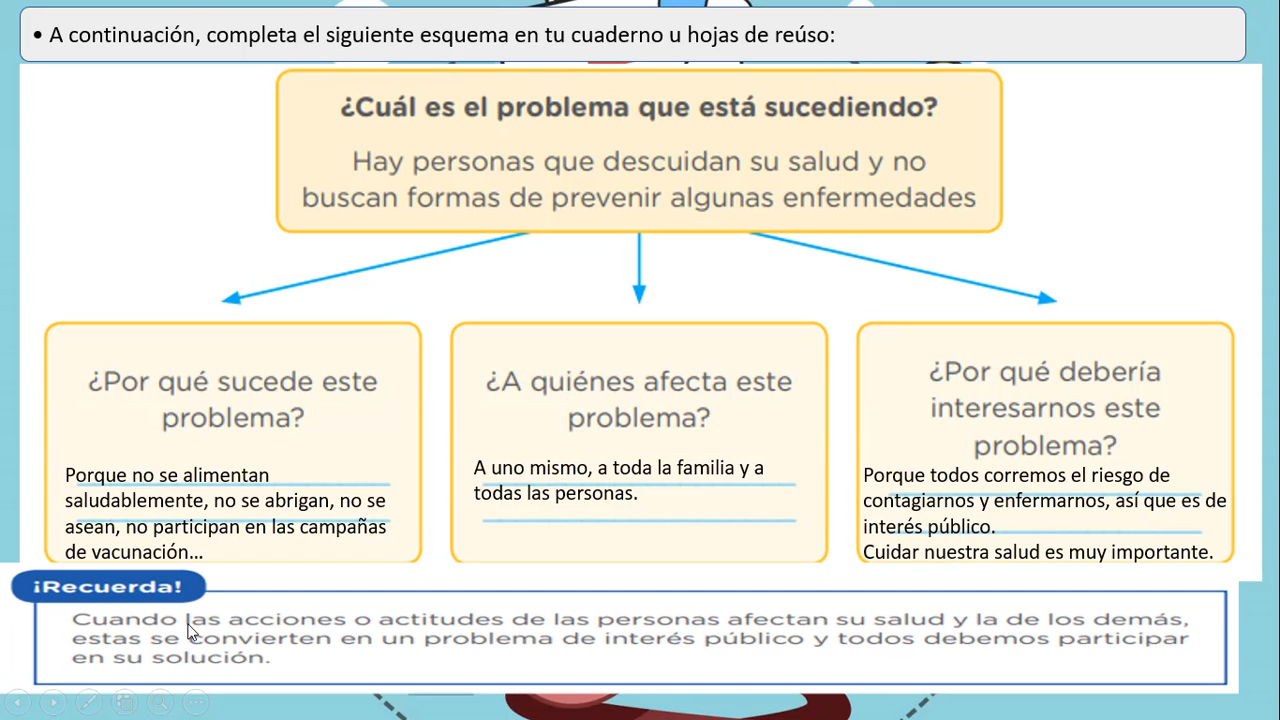 • A continuación, completa el siguiente esquema en tu cuaderno u hojas de reúso:
¿Cuál es el problema que está sucediendo?
Hay personas que descuidan su salud y no
buscan formas de prevenir algunas enfermedades
¿Por qué sucede este
problema?
Porque no se alimentan
saludablemente, no se abrigan, no se
asean, no participan en las campañas
de vacunación...
¿A quiénes afecta este
problema?
A uno mismo, a toda la familia y a
todas las personas.
¿Por qué debería
interesarnos este
problema?
Porque todos corremos el riesgo de
contagiarnos y enfermarnos, así que es de
interés público.
Cuidar nuestra salud es muy importante.
¡Recuerda!
Cuando las acciones o actitudes de las personas afectan su salud y la de los demás,
estas se convierten en un problema de interés público y todos debemos participar
en su solución.